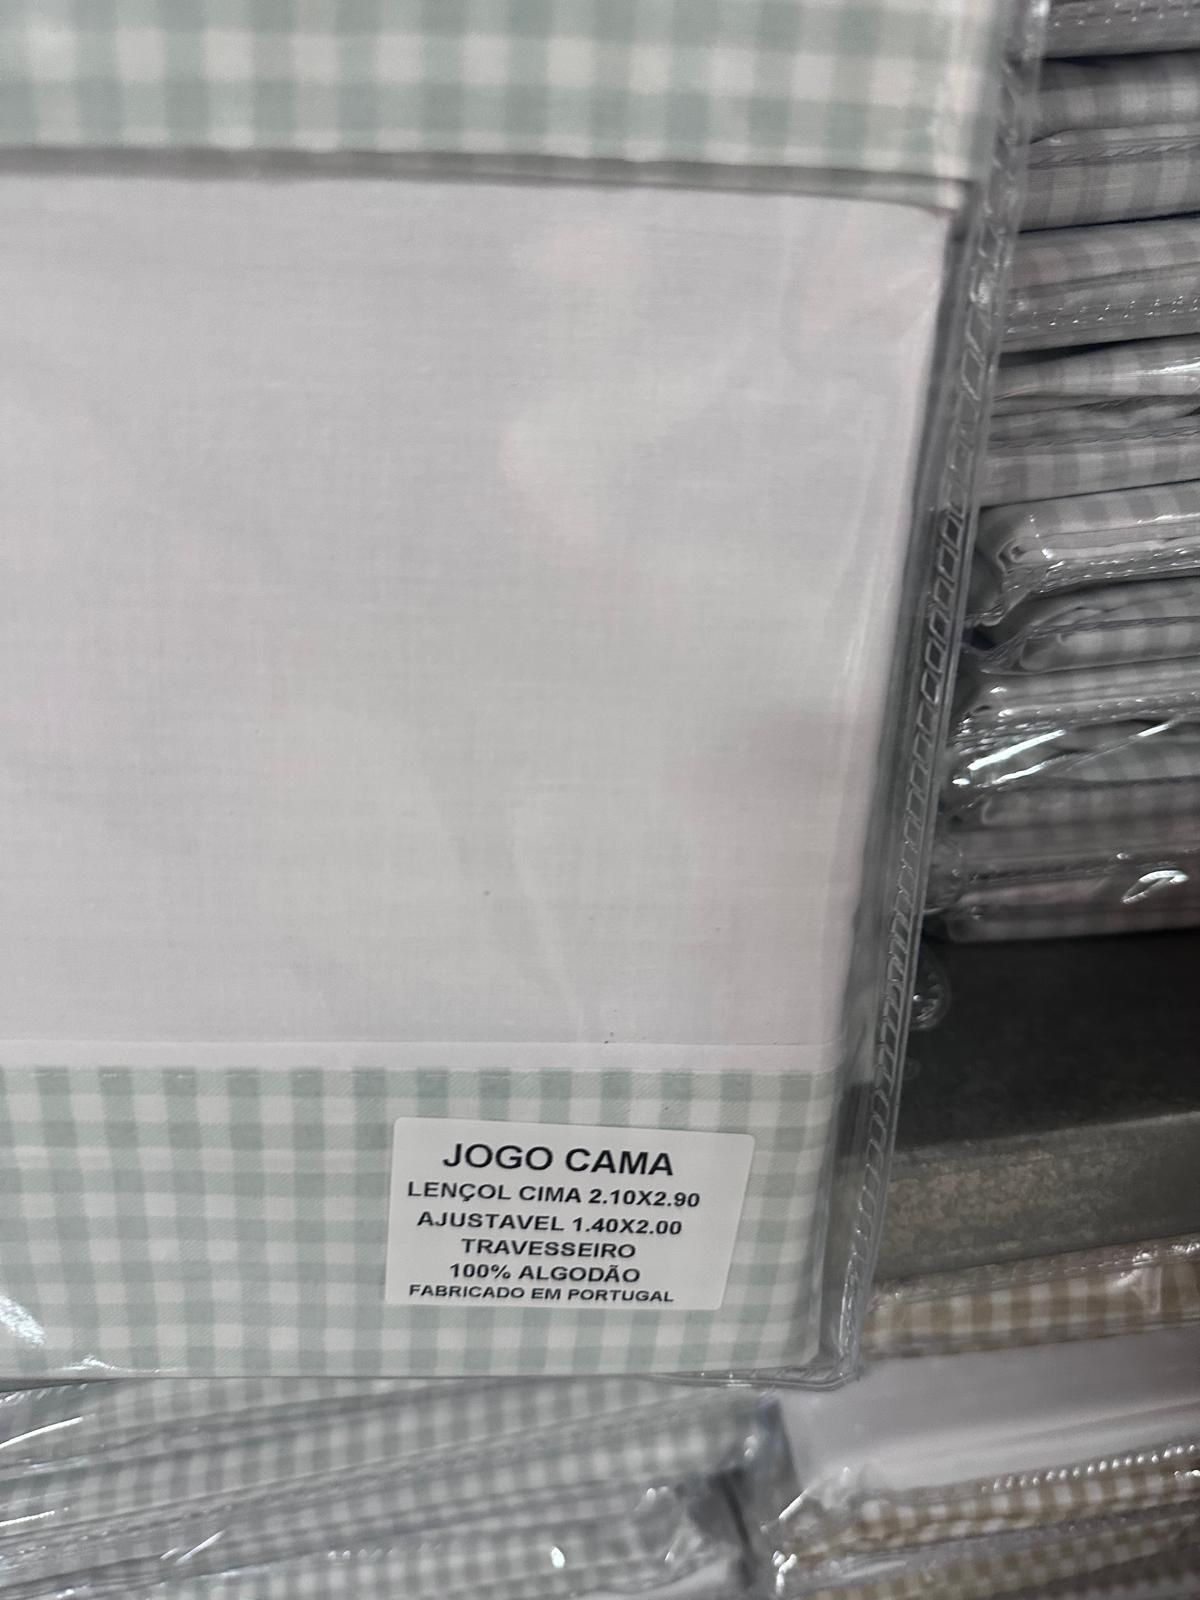 JOGO CAMA
LENÇOL CIMA 2.10X2.90
AJUSTAVEL 1.40X2.00
TRAVESSEIRO
100% ALGODÃO
FABRICADO EM PORTUGAL